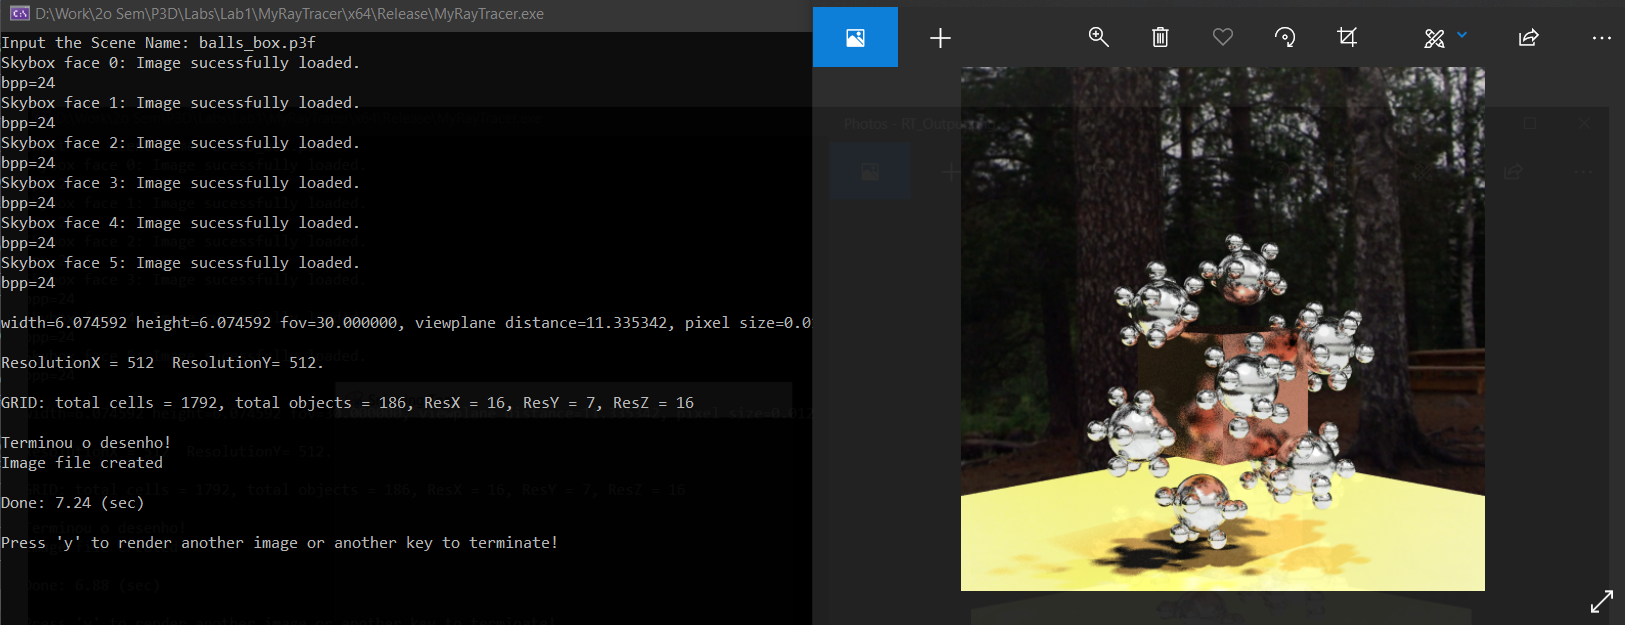 D:\Work\2o Sem\P3D\Labs\Lab1\MyRayTracer\x64\Release\MyRayTracer.exe
Input the Scene Name: balls_box.p3f
Skybox face 0: Image sucessfully loaded.
bpp=24
Skybox face 1: Image sucessfully loaded.
bpp=24
Skybox face 2: Image sucessfully loaded.
bpp=24
Skybox face 3: Image sucessfully loaded.
bpp=24
Skybox face 4: Image sucessfully loaded.
bpp=24
Skybox face 5: Image sucessfully loaded.
bpp=24
width=6.074592 height=6.074592 fov=30.000000, viewplane distance=11.335342, pixel size=0.01
ResolutionX = 512  ResolutionY= 512.
GRID: total cells = 1792, total objects = 186, ResX = 16, ResY = 7, ResZ = 16
Terminou o desenho!
Image file created
Done: 7.24 (sec)
Press 'y' to render another image or another key to terminate!
Done: 6.88 (sec)